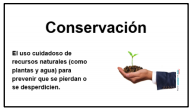 Conservación
El uso cuidadoso de
recursos naturales (como
plantas y agua) para
prevenir que se pierdan o
se desperdicien.